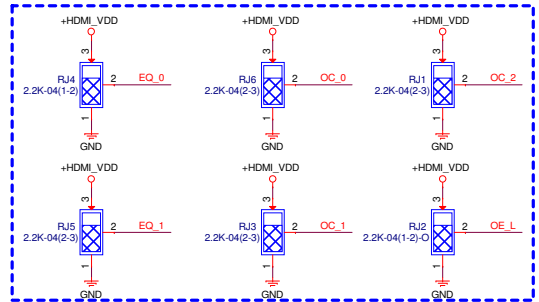 +HDMI_VDD
+HDMI_VDD
+HDMI_VDD
3
3
3
RJ4
2
EQ_0
RJ6
2
OC_0
RJ1
2
OC_2
2.2K-04(1-2)
2.2K-04(2-3)
2.2K-04(2-3)
1
1
1
GND
GND
GND
+HDMI_VDD
+HDMI_VDD
+HDMI_VDD
3
3
3
RJ5
2
EQ_1
RJ3
2
OC_1
RJ2
2
OE_L
2.2K-04(2-3)
2.2K-04(2-3)
2.2K-04(1-2)-O
1
1
1
GND
GND
GND